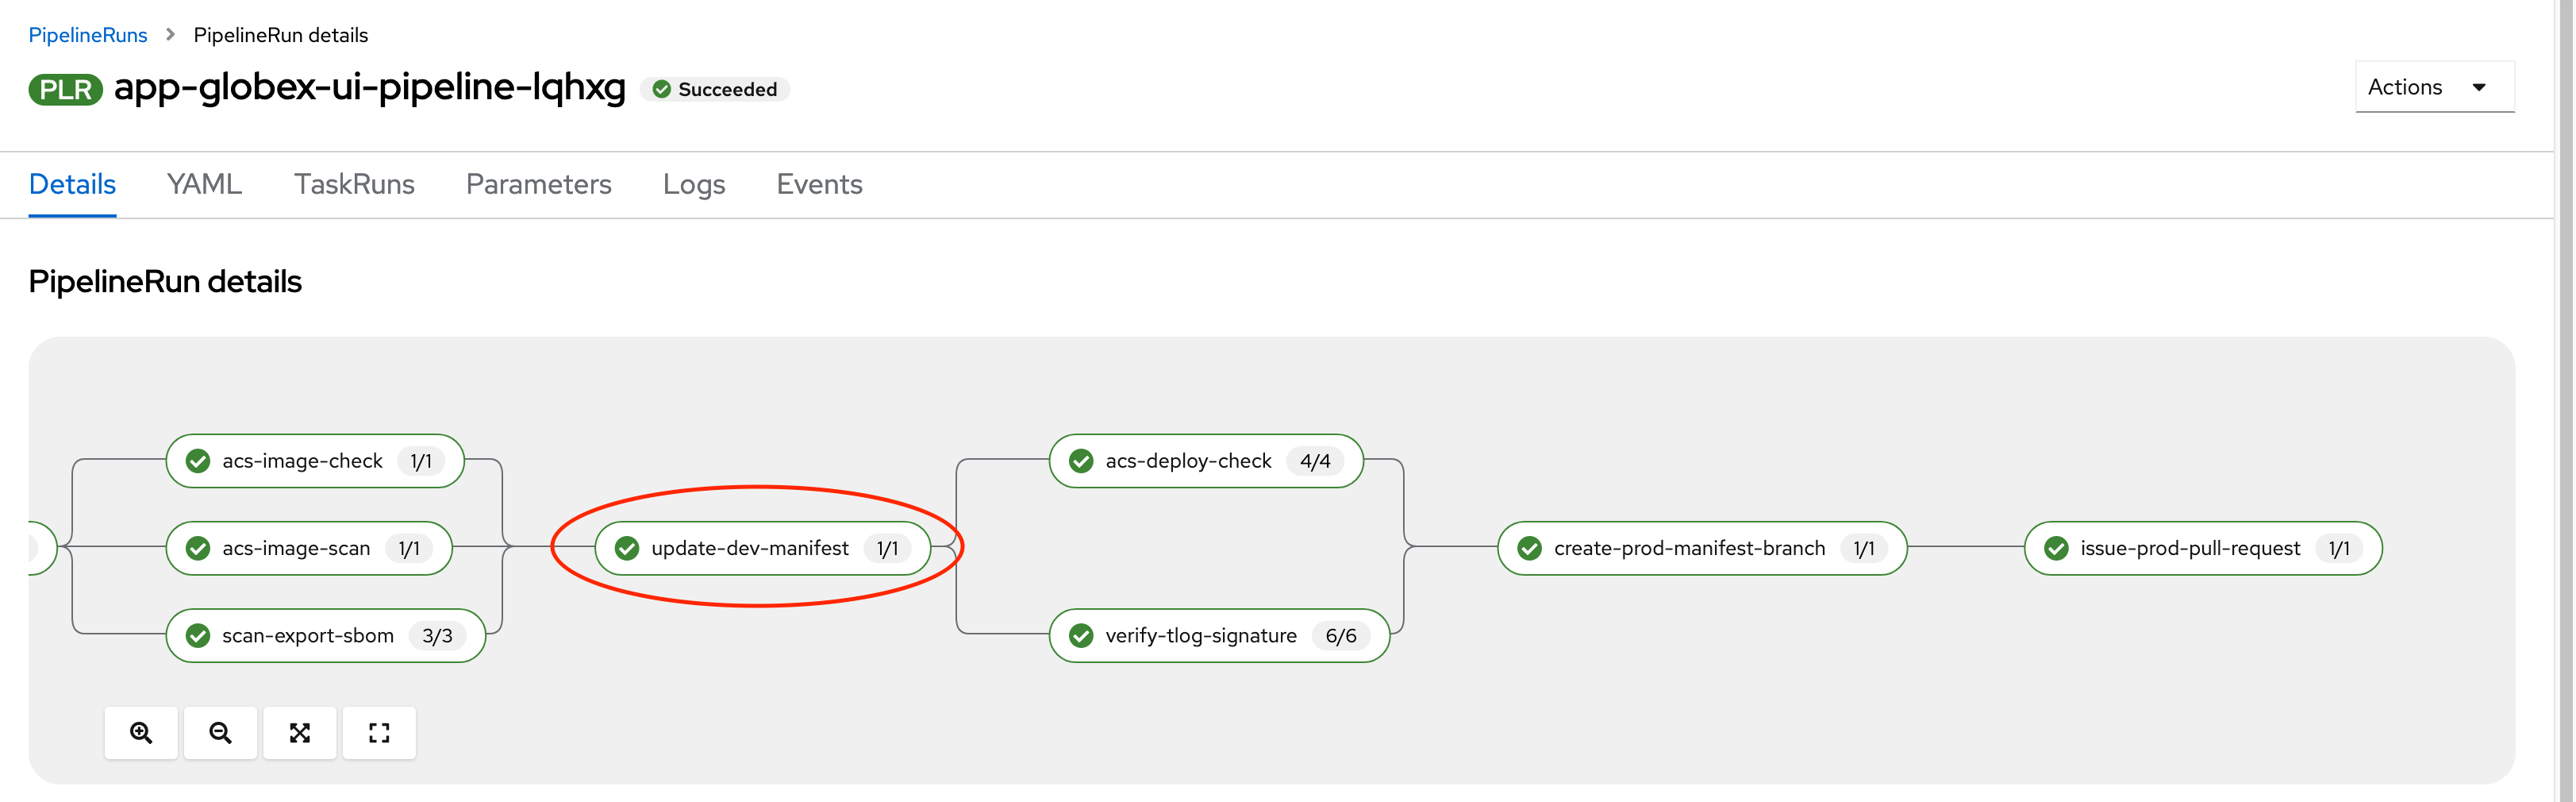 PipelineRuns > PipelineRun details
PLR app-globex-ui-pipeline-lqhxg Succeeded
Actions
Details YAML TaskRuns Parameters Logs Events
PipelineRun details
acs-image-check 1/1
acs-deploy-check 4/4
acs-image-scan 1/1
update-dev-manifest 1/1
create-prod-manifest-branch 1/1
issue-prod-pull-request 1/1
scan-export-sbom 3/3
verify-tlog-signature 6/6